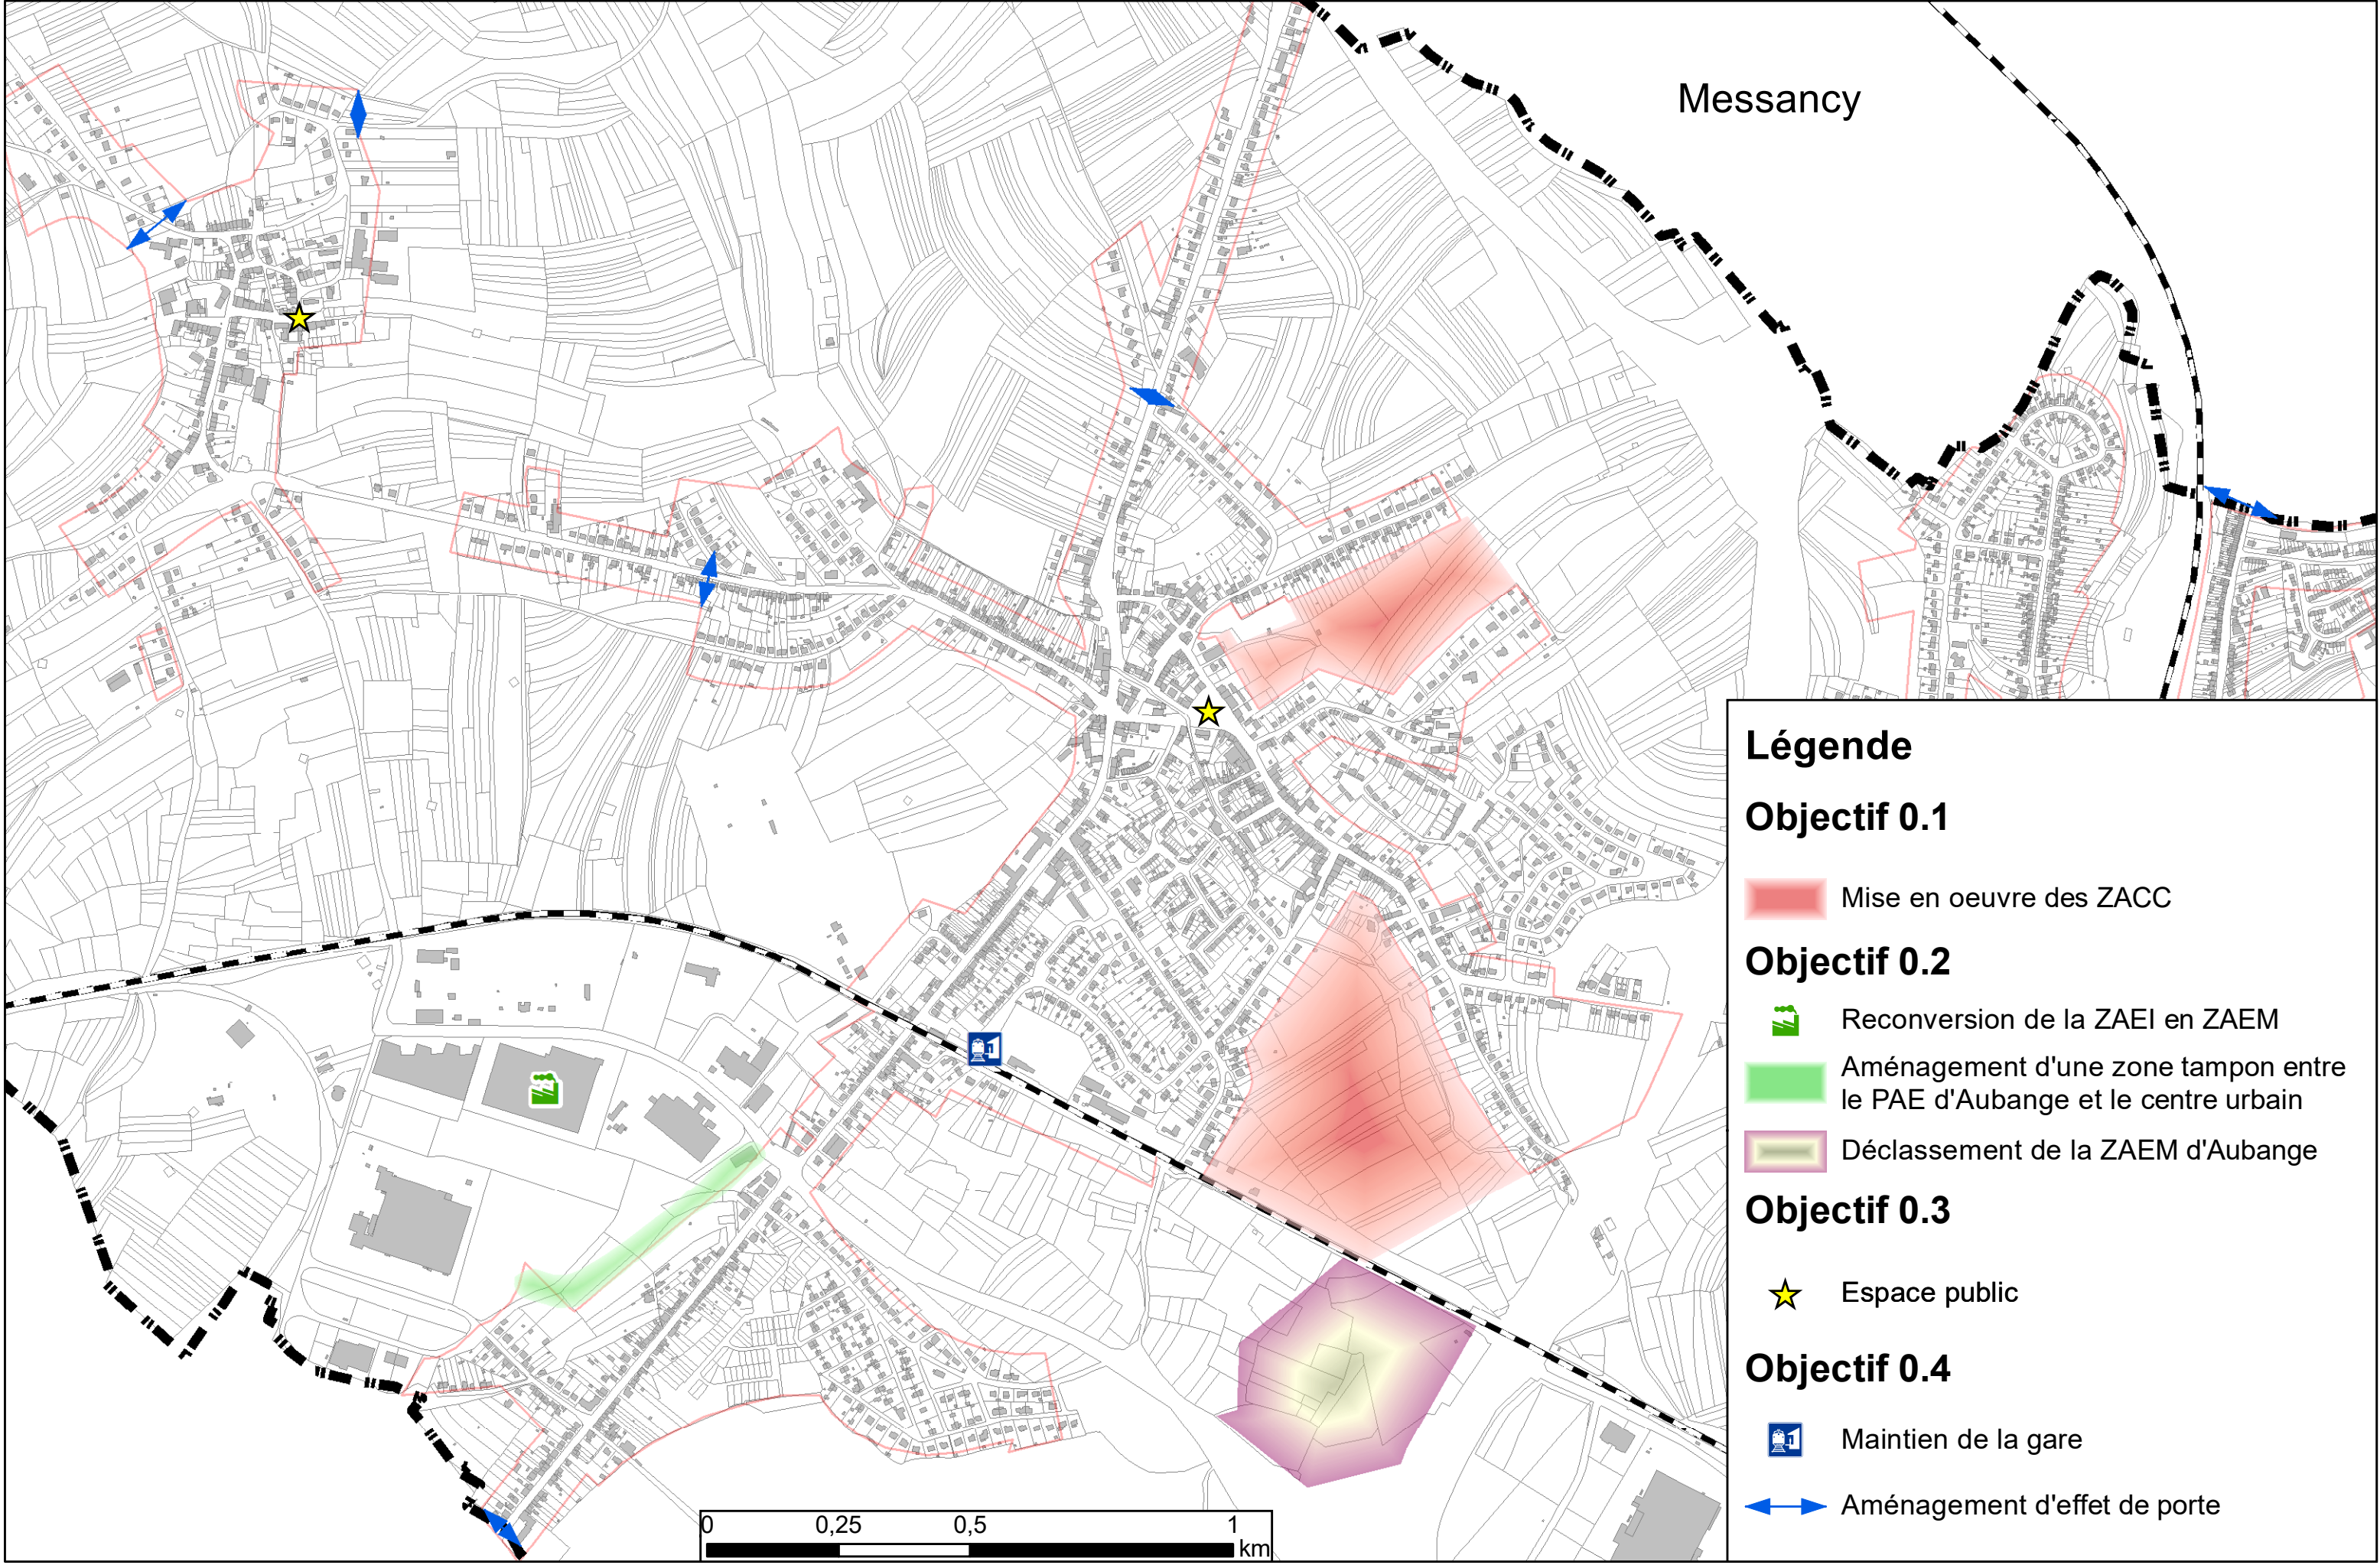 Messancy
Légende
Objectif 0.1
Mise en oeuvre des ZACC
Objectif 0.2
Reconversion de la ZAEI en ZAEM
Aménagement d'une zone tampon entre
le PAE d'Aubange et le centre urbain
Déclassement de la ZAEM d'Aubange
Objectif 0.3
Espace public
Objectif 0.4
Maintien de la gare
Aménagement d'effet de porte
0 0,25 0,5 1
km